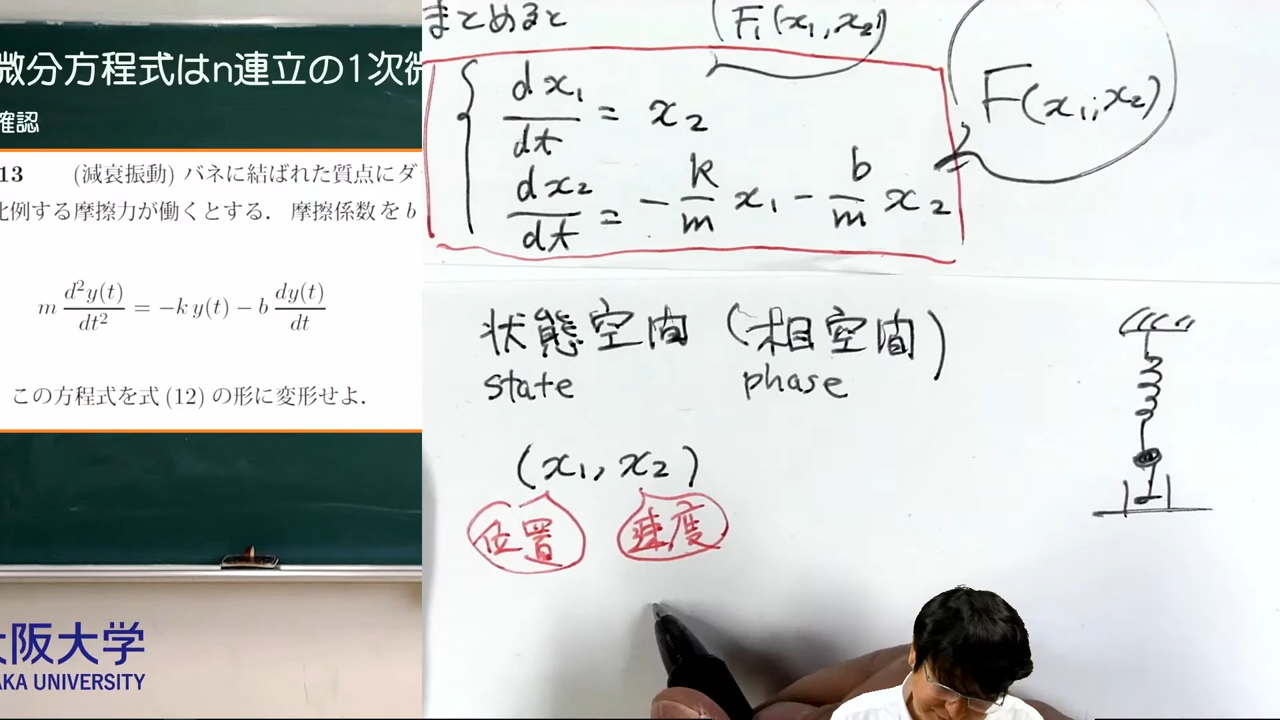 微分方程式はn連立の1次微
確認
13 (減衰振動) バネに結ばれた質点にダ
比例する摩擦力が働くとする. 摩擦係数を b
m d²y(t)/dt² = −k y(t) − b dy(t)/dt
この方程式を式 (12) の形に変形せよ.
大阪大学
AKA UNIVERSITY
まとめると
F₁(x₁, x₂)
dx₁/dt = x₂
F(x₁, x₂)
dx₂/dt = − k/m x₁ − b/m x₂
状態空間 (相空間)
state phase
(x₁, x₂)
位置 速度